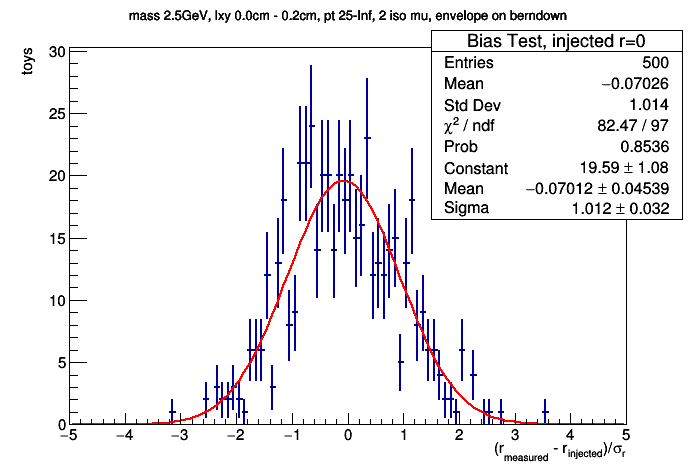 mass 2.5GeV, lxy 0.0cm - 0.2cm, pt 25-Inf, 2 iso mu, envelope on berndown
Bias Test, injected r=0
Entries 500
Mean −0.07026
Std Dev 1.014
χ² / ndf 82.47 / 97
Prob 0.8536
Constant 19.59 ± 1.08
Mean −0.07012 ± 0.04539
Sigma 1.012 ± 0.032
toys
30
25
20
15
10
5
0
−5 −4 −3 −2 −1 0 1 2 3 4 5
(r_measured - r_injected)/σ_r